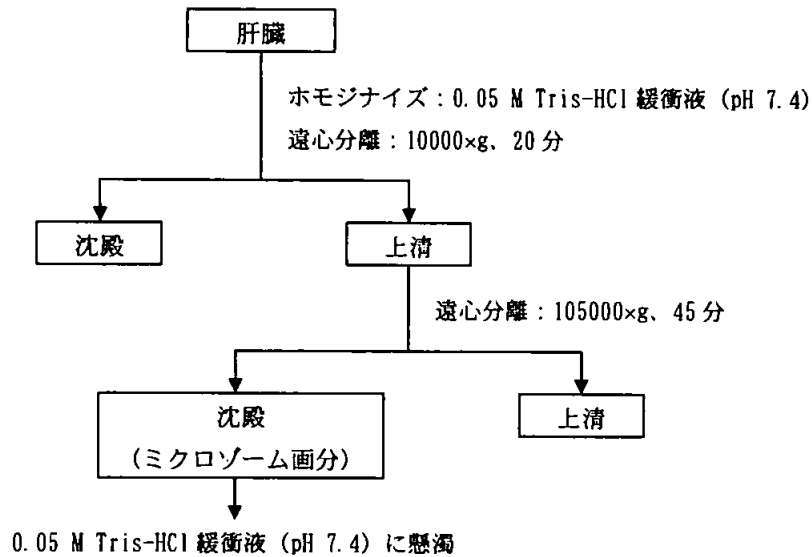 肝臓
ホモジナイズ：0.05 M Tris-HCl 緩衝液 (pH 7.4)
遠心分離：10000×g、20 分
沈殿
上清
遠心分離：105000×g、45 分
沈殿
(ミクロゾーム画分)
上清
0.05 M Tris-HCl 緩衝液 (pH 7.4) に懸濁